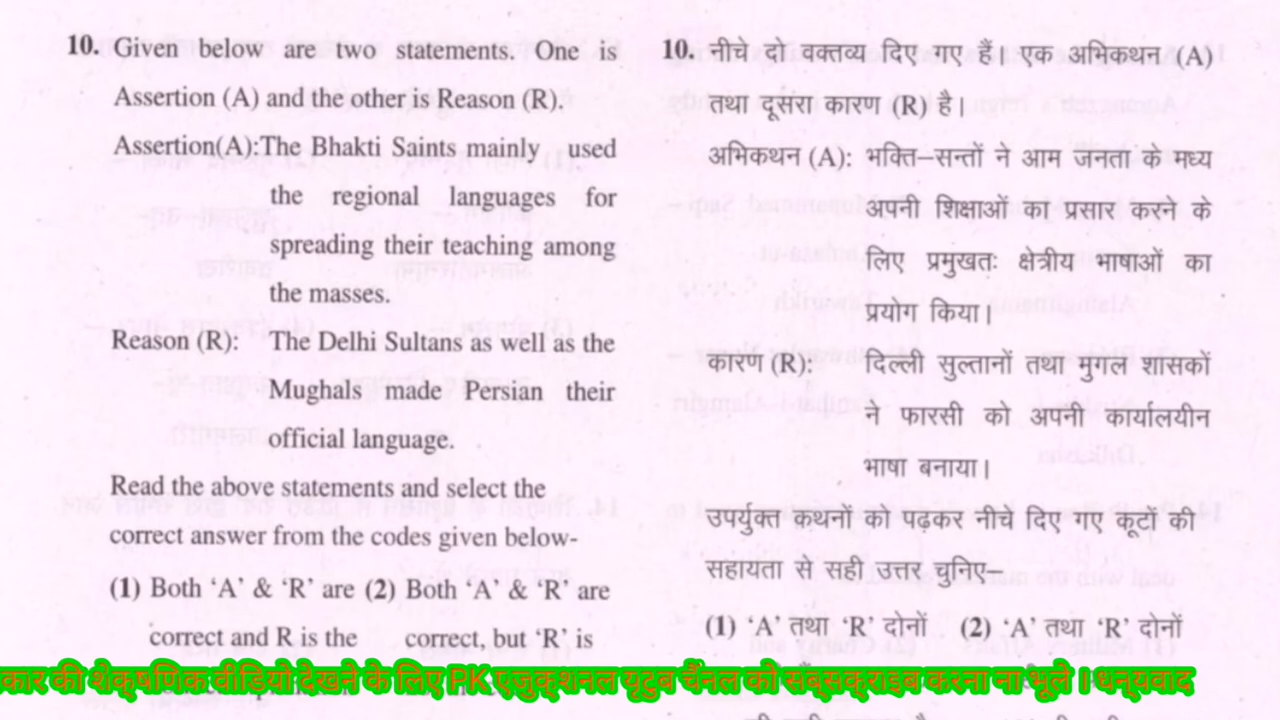 10. Given below are two statements. One is
Assertion (A) and the other is Reason (R).
Assertion(A):The Bhakti Saints mainly used
the regional languages for
spreading their teaching among
the masses.
Reason (R): The Delhi Sultans as well as the
Mughals made Persian their
official language.
Read the above statements and select the
correct answer from the codes given below-
(1) Both ‘A’ & ‘R’ are (2) Both ‘A’ & ‘R’ are
correct and R is the correct, but ‘R’ is
10. नीचे दो वक्तव्य दिए गए हैं। एक अभिकथन (A)
तथा दूसरा कारण (R) है।
अभिकथन (A): भक्ति–सन्तों ने आम जनता के मध्य
अपनी शिक्षाओं का प्रसार करने के
लिए प्रमुखतः क्षेत्रीय भाषाओं का
प्रयोग किया।
कारण (R): दिल्ली सुल्तानों तथा मुगल शासकों
ने फारसी को अपनी कार्यालयीन
भाषा बनाया।
उपर्युक्त कथनों को पढ़कर नीचे दिए गए कूटों की
सहायता से सही उत्तर चुनिए–
(1) ‘A’ तथा ‘R’ दोनों (2) ‘A’ तथा ‘R’ दोनों
कार की शैक्षणिक वीडियो देखने के लिए PK एजुकेशनल यूटुब चैनल को सब्सक्राइब करना ना भूले । धन्यवाद